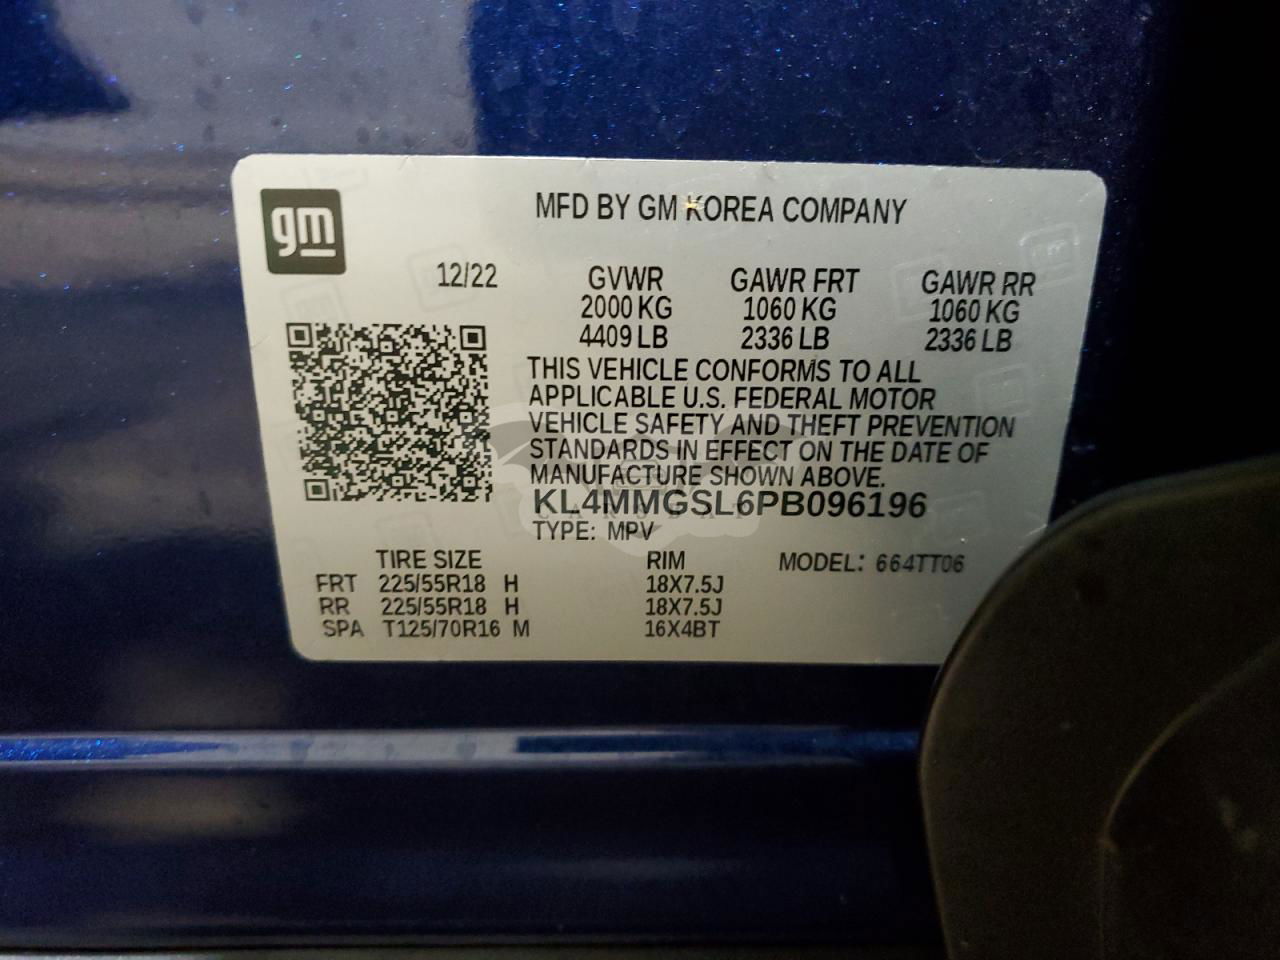 gm
MFD BY GM KOREA COMPANY
12/22 GVWR GAWR FRT GAWR RR
2000 KG 1060 KG 1060 KG
4409 LB 2336 LB 2336 LB
THIS VEHICLE CONFORMS TO ALL
APPLICABLE U.S. FEDERAL MOTOR
VEHICLE SAFETY AND THEFT PREVENTION
STANDARDS IN EFFECT ON THE DATE OF
MANUFACTURE SHOWN ABOVE.
KL4MMGSL6PB096196
TYPE: MPV
TIRE SIZE RIM MODEL: 664TT06
FRT 225/55R18 H 18X7.5J
RR 225/55R18 H 18X7.5J
SPA T125/70R16 M 16X4BT